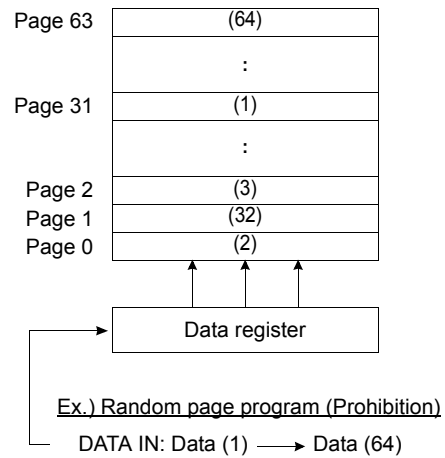 Page 63 (64)
:
Page 31 (1)
:
Page 2 (3)
Page 1 (32)
Page 0 (2)
Data register
Ex.) Random page program (Prohibition)
DATA IN: Data (1) Data (64)